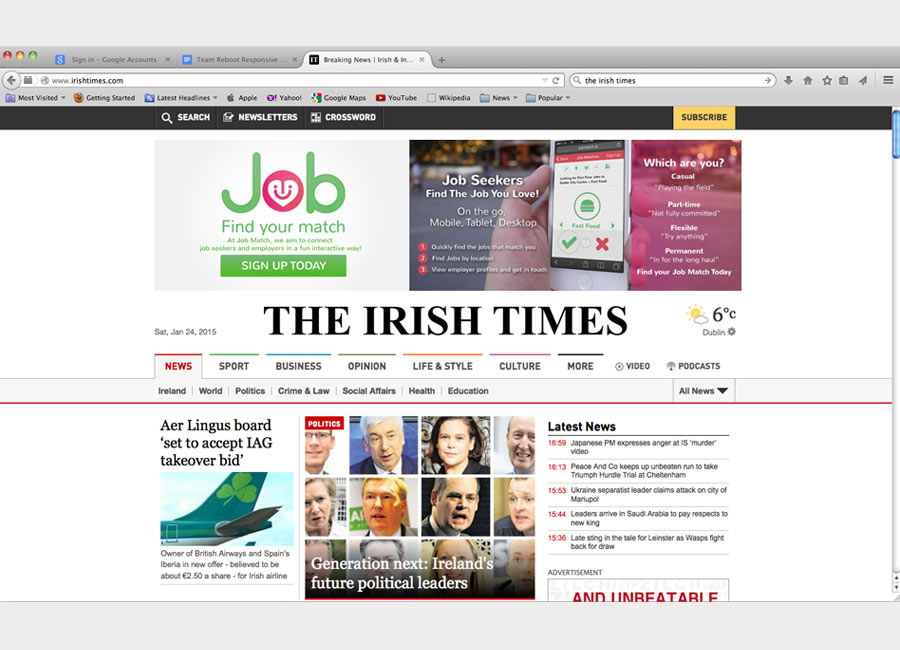 Sign in - Google Accounts
Team Reboot Responsive ...
Breaking News | Irish & In...
www.irishtimes.com
the irish times
Most Visited
Getting Started
Latest Headlines
Apple
Yahoo!
Google Maps
YouTube
Wikipedia
News
Popular
SEARCH
NEWSLETTERS
CROSSWORD
SUBSCRIBE
Job
Find your match
At Job Match, we aim to connect
job seekers and employers in a fun interactive way!
SIGN UP TODAY
Job Seekers
Find The Job You Love!
On the go,
Mobile, Tablet, Desktop
1 Quickly find the jobs that match you
2 Find Jobs by location
3 View employer profiles and get in touch
Job Matches
Sign Up
Fast Food
Which are you?
Casual
"Playing the field"
Part-time
"Not fully committed"
Flexible
"Try anything"
Permanent
"In for the long haul"
Find your Job Match Today
Sat, Jan 24, 2015
THE IRISH TIMES
6°c
Dublin
NEWS
SPORT
BUSINESS
OPINION
LIFE & STYLE
CULTURE
MORE
VIDEO
PODCASTS
Ireland | World | Politics | Crime & Law | Social Affairs | Health | Education
All News
Aer Lingus board
‘set to accept IAG
takeover bid’
Owner of British Airways and Spain's
Iberia in new offer - believed to be
about €2.50 a share - for Irish airline
POLITICS
Generation next: Ireland's
future political leaders
Latest News
16:59 Japanese PM expresses anger at IS 'murder'
video
16:13 Peace And Co keeps up unbeaten run to take
Triumph Hurdle Trial at Cheltenham
15:53 Ukraine separatist leader claims attack on city of
Mariupol
15:44 Leaders arrive in Saudi Arabia to pay respects to
new king
15:36 Late sting in the tale for Leinster as Wasps fight
back for draw
ADVERTISEMENT
AND UNBEATABLE